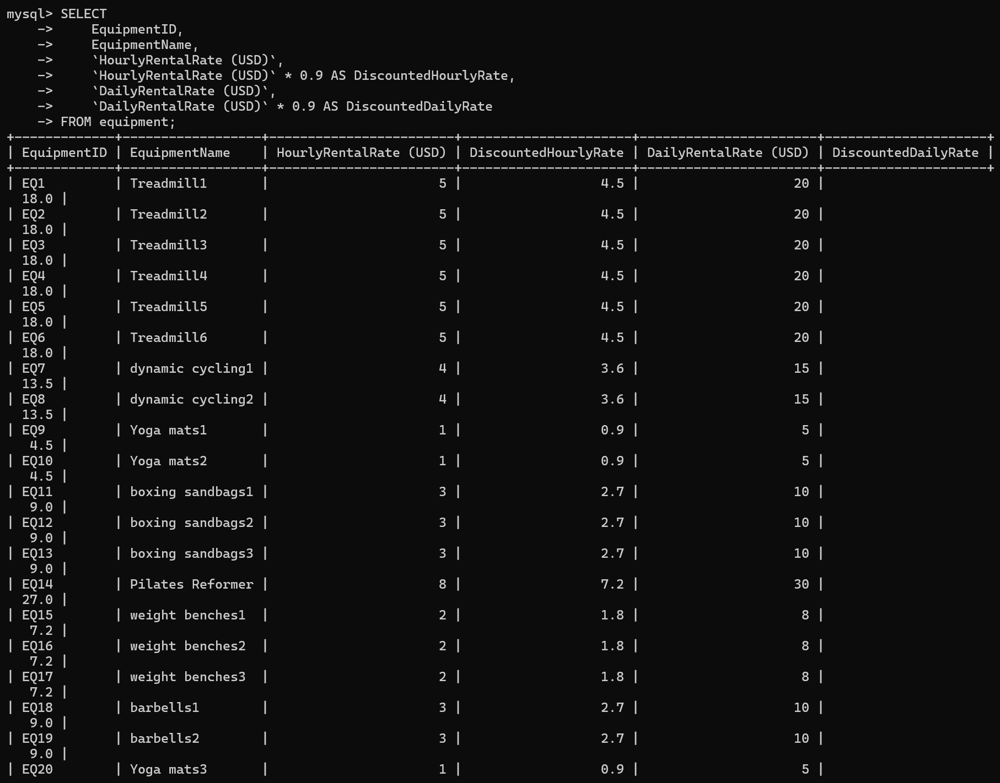 mysql> SELECT
    ->     EquipmentID,
    ->     EquipmentName,
    ->     `HourlyRentalRate (USD)`,
    ->     `HourlyRentalRate (USD)` * 0.9 AS DiscountedHourlyRate,
    ->     `DailyRentalRate (USD)`,
    ->     `DailyRentalRate (USD)` * 0.9 AS DiscountedDailyRate
    -> FROM equipment;
+-------------+------------------+------------------------+----------------------+-----------------------+---------------------+
| EquipmentID | EquipmentName    | HourlyRentalRate (USD) | DiscountedHourlyRate | DailyRentalRate (USD) | DiscountedDailyRate |
+-------------+------------------+------------------------+----------------------+-----------------------+---------------------+
| EQ1         | Treadmill1       |                      5 |                  4.5 |                    20 |
  18.0 |
| EQ2         | Treadmill2       |                      5 |                  4.5 |                    20 |
  18.0 |
| EQ3         | Treadmill3       |                      5 |                  4.5 |                    20 |
  18.0 |
| EQ4         | Treadmill4       |                      5 |                  4.5 |                    20 |
  18.0 |
| EQ5         | Treadmill5       |                      5 |                  4.5 |                    20 |
  18.0 |
| EQ6         | Treadmill6       |                      5 |                  4.5 |                    20 |
  18.0 |
| EQ7         | dynamic cycling1 |                      4 |                  3.6 |                    15 |
  13.5 |
| EQ8         | dynamic cycling2 |                      4 |                  3.6 |                    15 |
  13.5 |
| EQ9         | Yoga mats1       |                      1 |                  0.9 |                     5 |
   4.5 |
| EQ10        | Yoga mats2       |                      1 |                  0.9 |                     5 |
   4.5 |
| EQ11        | boxing sandbags1 |                      3 |                  2.7 |                    10 |
   9.0 |
| EQ12        | boxing sandbags2 |                      3 |                  2.7 |                    10 |
   9.0 |
| EQ13        | boxing sandbags3 |                      3 |                  2.7 |                    10 |
   9.0 |
| EQ14        | Pilates Reformer |                      8 |                  7.2 |                    30 |
  27.0 |
| EQ15        | weight benches1  |                      2 |                  1.8 |                     8 |
   7.2 |
| EQ16        | weight benches2  |                      2 |                  1.8 |                     8 |
   7.2 |
| EQ17        | weight benches3  |                      2 |                  1.8 |                     8 |
   7.2 |
| EQ18        | barbells1        |                      3 |                  2.7 |                    10 |
   9.0 |
| EQ19        | barbells2        |                      3 |                  2.7 |                    10 |
   9.0 |
| EQ20        | Yoga mats3       |                      1 |                  0.9 |                     5 |